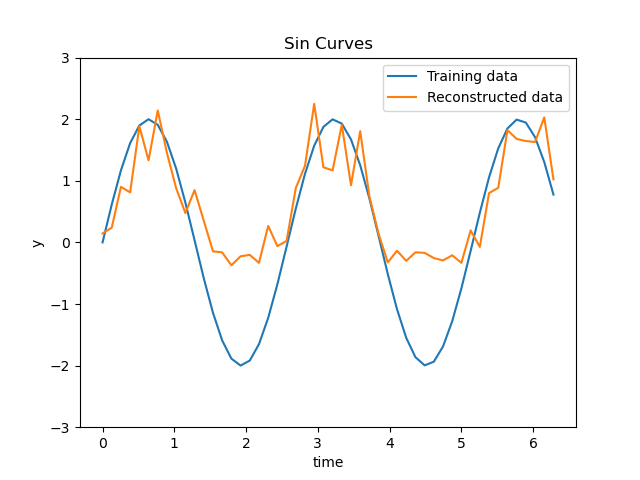 Sin Curves
Training data
Reconstructed data
3
2
1
0
−1
−2
−3
y
0 1 2 3 4 5 6
time